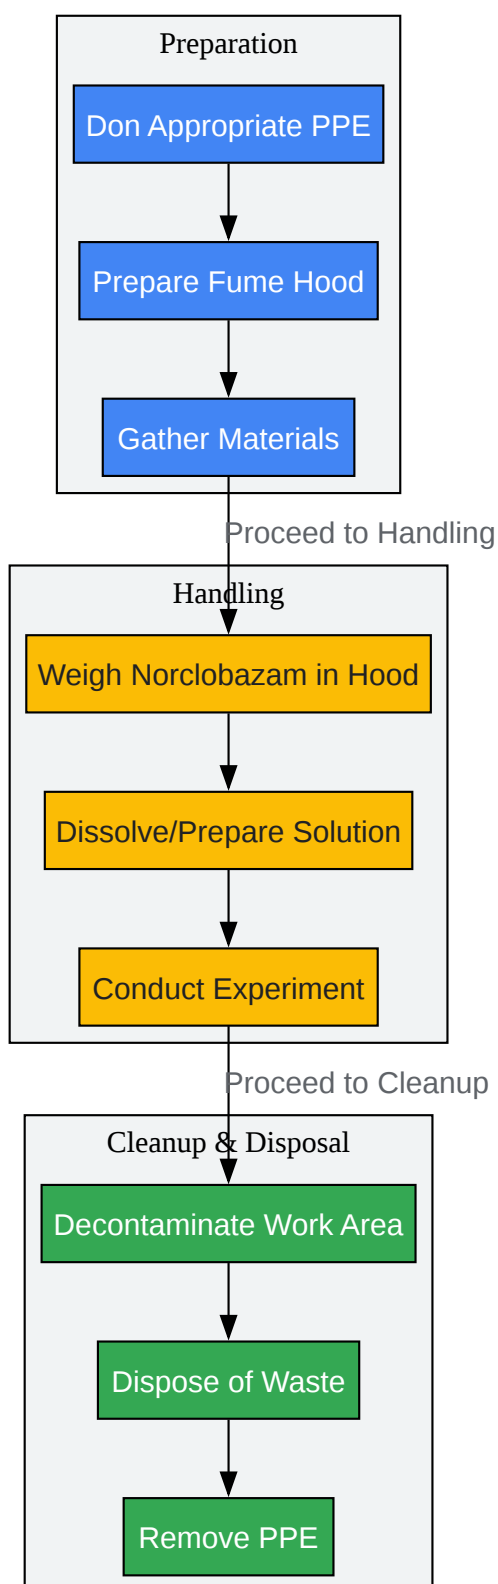 Preparation
Don Appropriate PPE
Prepare Fume Hood
Gather Materials
Proceed to Handling
Handling
Weigh Norclobazam in Hood
Dissolve/Prepare Solution
Conduct Experiment
Proceed to Cleanup
Cleanup & Disposal
Decontaminate Work Area
Dispose of Waste
Remove PPE